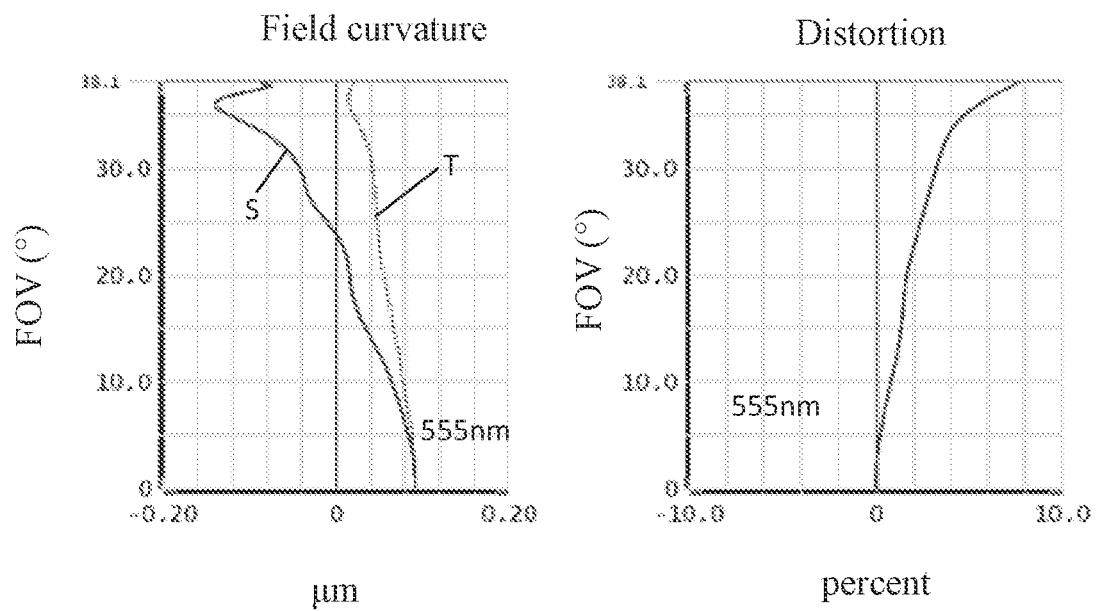 Field curvature
38.1
30.0
20.0
10.0
0
FOV (°)
S
T
555nm
-0.20
0
0.20
μm
Distortion
38.1
30.0
20.0
10.0
0
FOV (°)
555nm
-10.0
0
10.0
percent